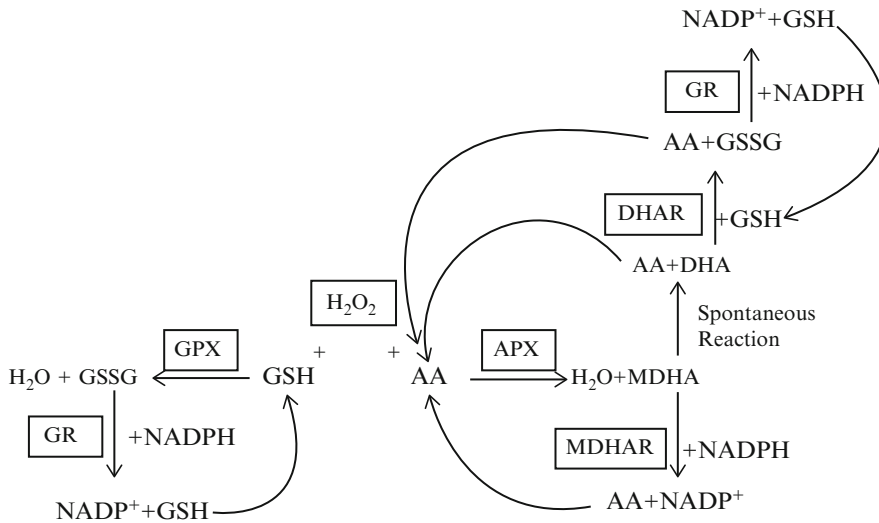 NADP⁺+GSH
GR
+NADPH
AA+GSSG
DHAR
+GSH
AA+DHA
H₂O₂
Spontaneous
Reaction
GPX
+
+
APX
H₂O + GSSG
GSH
AA
H₂O+MDHA
GR
+NADPH
MDHAR
+NADPH
NADP⁺+GSH
AA+NADP⁺